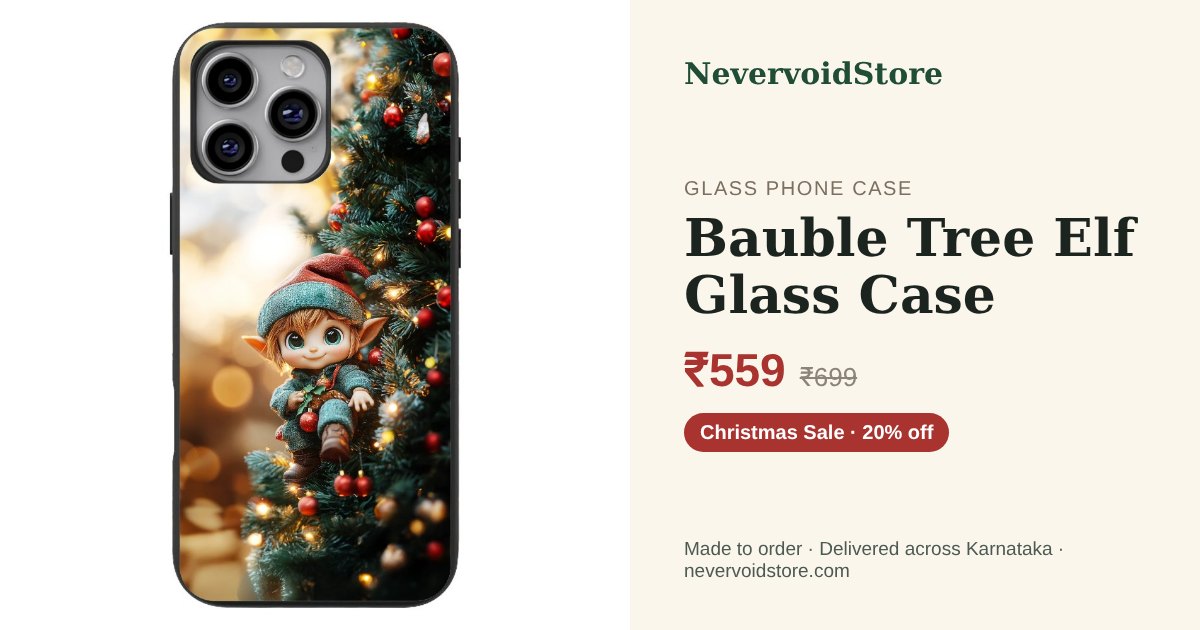 NevervoidStore
GLASS PHONE CASE
Bauble Tree Elf
Glass Case
₹559 ₹699
Christmas Sale · 20% off
Made to order · Delivered across Karnataka ·
nevervoidstore.com